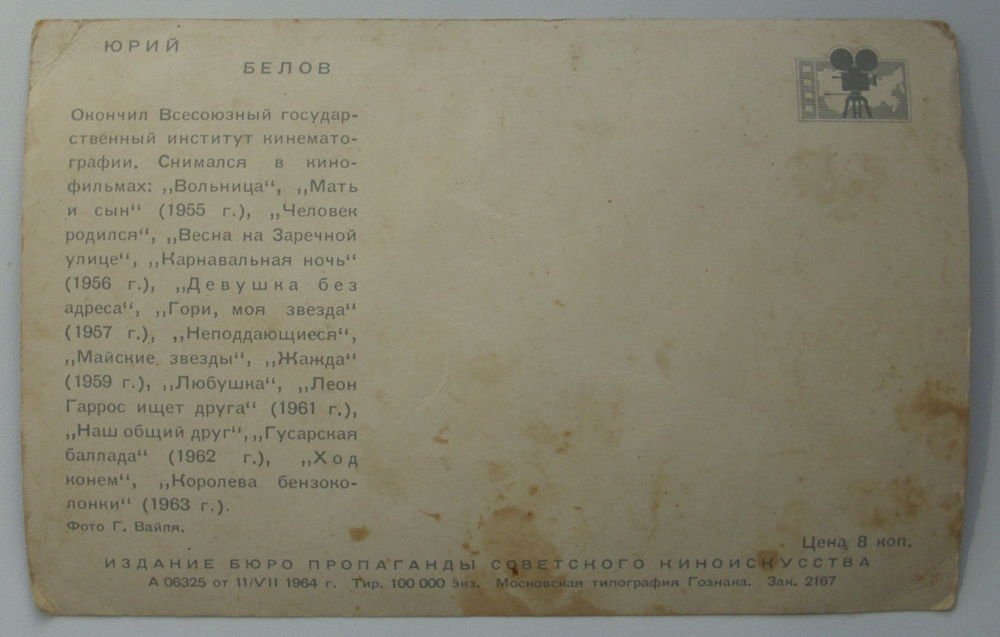 ЮРИЙ
БЕЛОВ
Окончил Всесоюзный государ-
ственный институт кинемато-
графии. Снимался в кино-
фильмах: „Вольница“, „Мать
и сын“ (1955 г.), „Человек
родился“, „Весна на Заречной
улице“, „Карнавальная ночь“
(1956 г.), „Девушка без
адреса“, „Гори, моя звезда“
(1957 г.), „Неподдающиеся“,
„Майские звезды“, „Жажда“
(1959 г.), „Любушка“, „Леон
Гаррос ищет друга“ (1961 г.),
„Наш общий друг“, „Гусарская
баллада“ (1962 г.), „Ход
конем“, „Королева бензоко-
лонки“ (1963 г.).
Фото Г. Вайля.
Цена 8 коп.
ИЗДАНИЕ БЮРО ПРОПАГАНДЫ СОВЕТСКОГО КИНОИСКУССТВА
А 06325 от 11/VII 1964 г. Тир. 100 000 экз. Московская типография Гознака. Зак. 2167